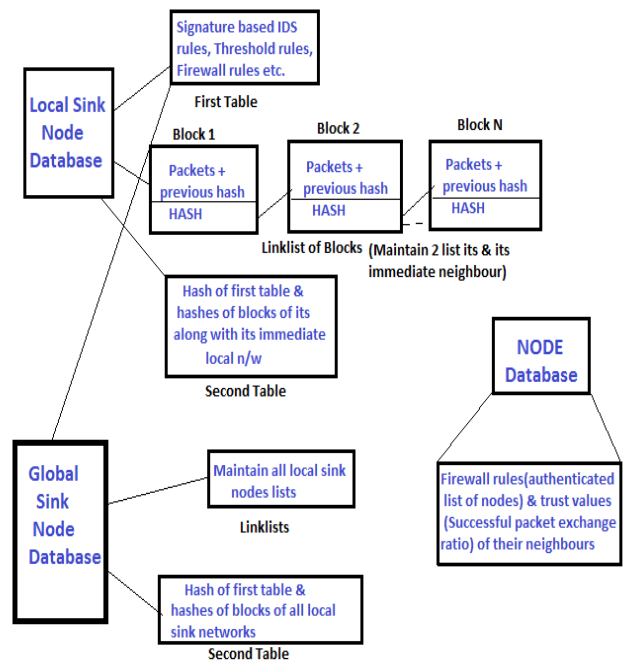 Signature based IDS
rules, Threshold rules,
Firewall rules etc.
First Table
Local Sink
Node
Database
Block 1
Packets +
previous hash
HASH
Block 2
Packets +
previous hash
HASH
Block N
Packets +
previous hash
HASH
Linklist of Blocks
(Maintain 2 list its & its
immediate neighbour)
Hash of first table &
hashes of blocks of its
along with its immediate
local n/w
Second Table
NODE
Database
Firewall rules(authenticated
list of nodes) & trust values
(Successful packet exchange
ratio) of their neighbours
Global
Sink
Node
Database
Maintain all local sink
nodes lists
Linklists
Hash of first table &
hashes of blocks of all local
sink networks
Second Table